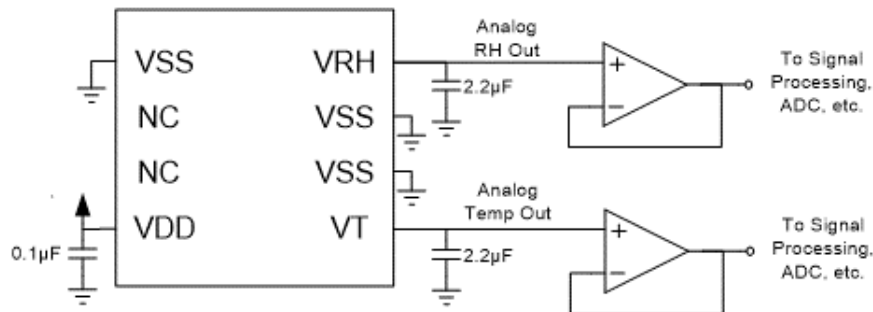 Analog
RH Out
VSS
VRH
+
−
2.2µF
To Signal
Processing,
ADC, etc.
NC
VSS
NC
VSS
Analog
Temp Out
VDD
VT
+
−
0.1µF
2.2µF
To Signal
Processing,
ADC, etc.